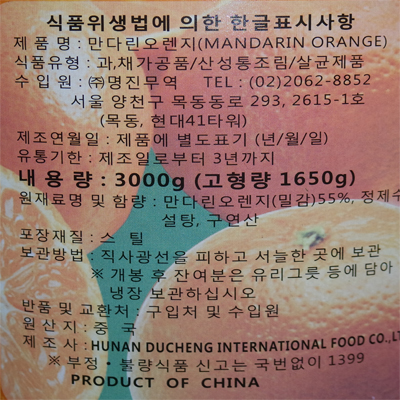 식품위생법에 의한 한글표시사항
제 품 명 : 만다린오렌지(MANDARIN ORANGE)
식품유형 : 과,채가공품/산성통조림/살균제품
수 입 원 : ㈜명진무역 TEL : (02)2062-8852
서울 양천구 목동동로 293, 2615-1호
(목동, 현대41타워)
제조연월일 : 제품에 별도표기 (년/월/일)
유통기한 : 제조일로부터 3년까지
내 용 량 : 3000g (고형량 1650g)
원재료명 및 함량 : 만다린오렌지(밀감)55%, 정제수
설탕, 구연산
포장재질 : 스 틸
보관방법 : 직사광선을 피하고 서늘한 곳에 보관
※ 개봉 후 잔여분은 유리그릇 등에 담아
냉장 보관하십시오
반품 및 교환처 : 구입처 및 수입원
원 산 지 : 중 국
제 조 사 : HUNAN DUCHENG INTERNATIONAL FOOD CO.,L
※ 부정 · 불량식품 신고는 국번없이 1399
PRODUCT OF CHINA